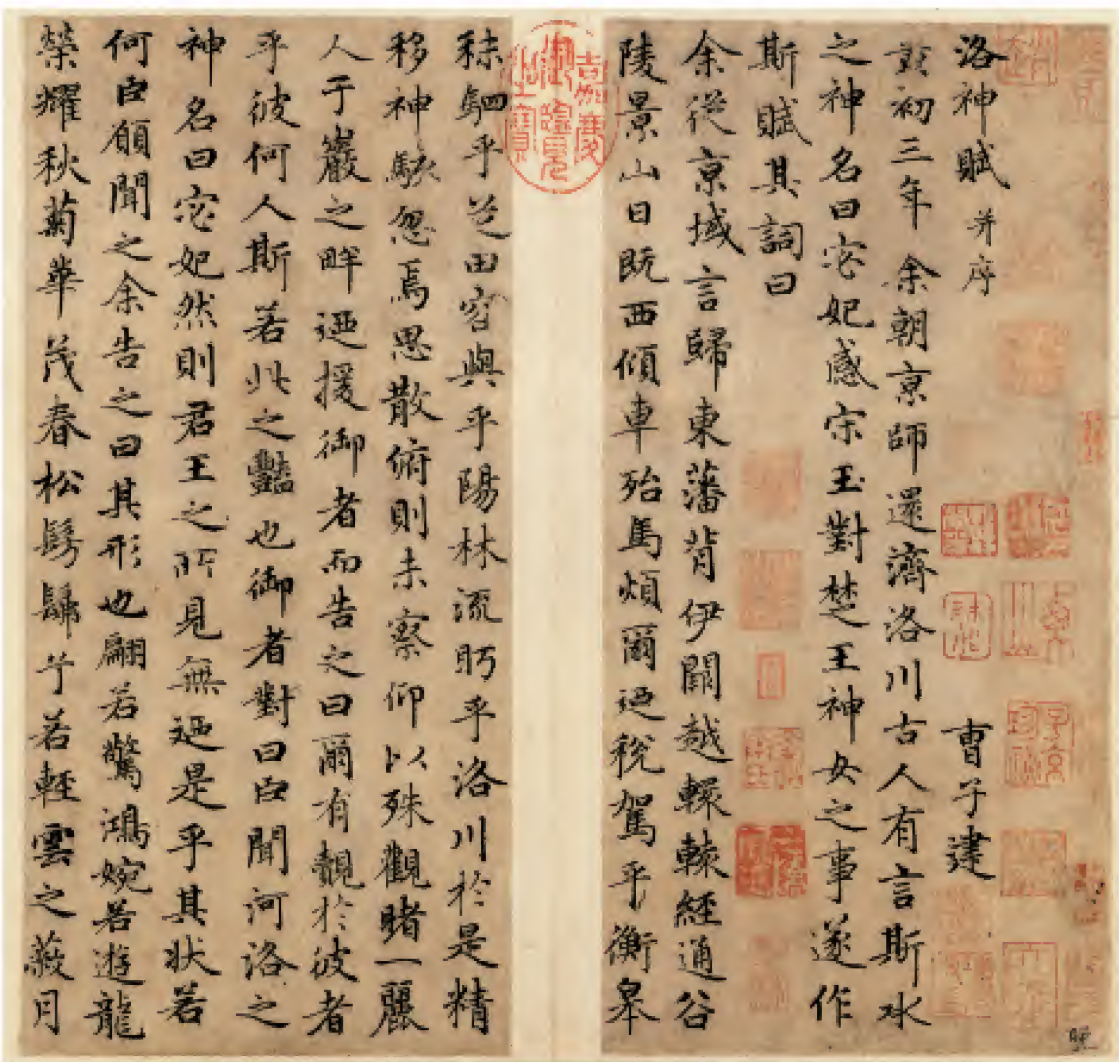 洛神賦 并序 曹子建
黃初三年余朝京師還濟洛川古人有言斯水
之神名曰宓妃感宋玉對楚王神女之事遂作
斯賦其詞曰
余從京域言歸東藩背伊闕越轘轅經通谷
陵景山日既西傾車殆馬煩爾迺稅駕乎衡皋
嘉慶御覽之寶
秣駟乎芝田容與乎陽林流眄乎洛川於是精
移神駭忽焉思散俯則未察仰以殊觀睹一麗
人于巖之畔迺援御者而告之曰爾有覿於彼者
乎彼何人斯若此之豔也御者對曰臣聞河洛之
神名曰宓妃然則君王之所見無迺是乎其狀若
何臣願聞之余告之曰其形也翩若驚鴻婉若遊龍
榮耀秋菊華茂春松髣髴兮若輕雲之蔽月